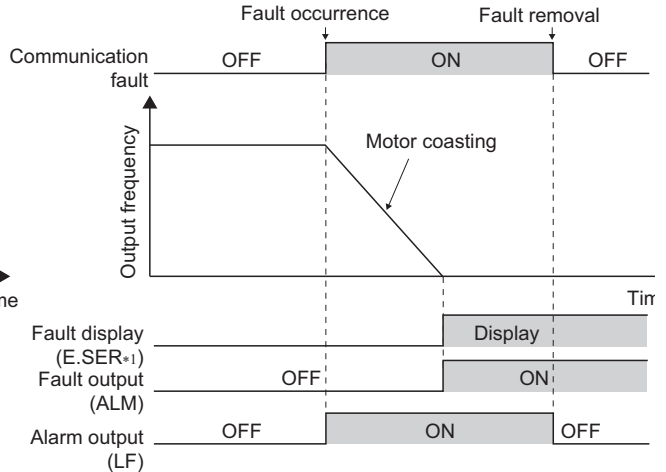 Fault occurrence
Fault removal
Communication
fault
OFF
ON
OFF
Output frequency
Motor coasting
Fault display
(E.SER*1)
Display
Fault output
(ALM)
OFF
ON
Alarm output
(LF)
OFF
ON
OFF